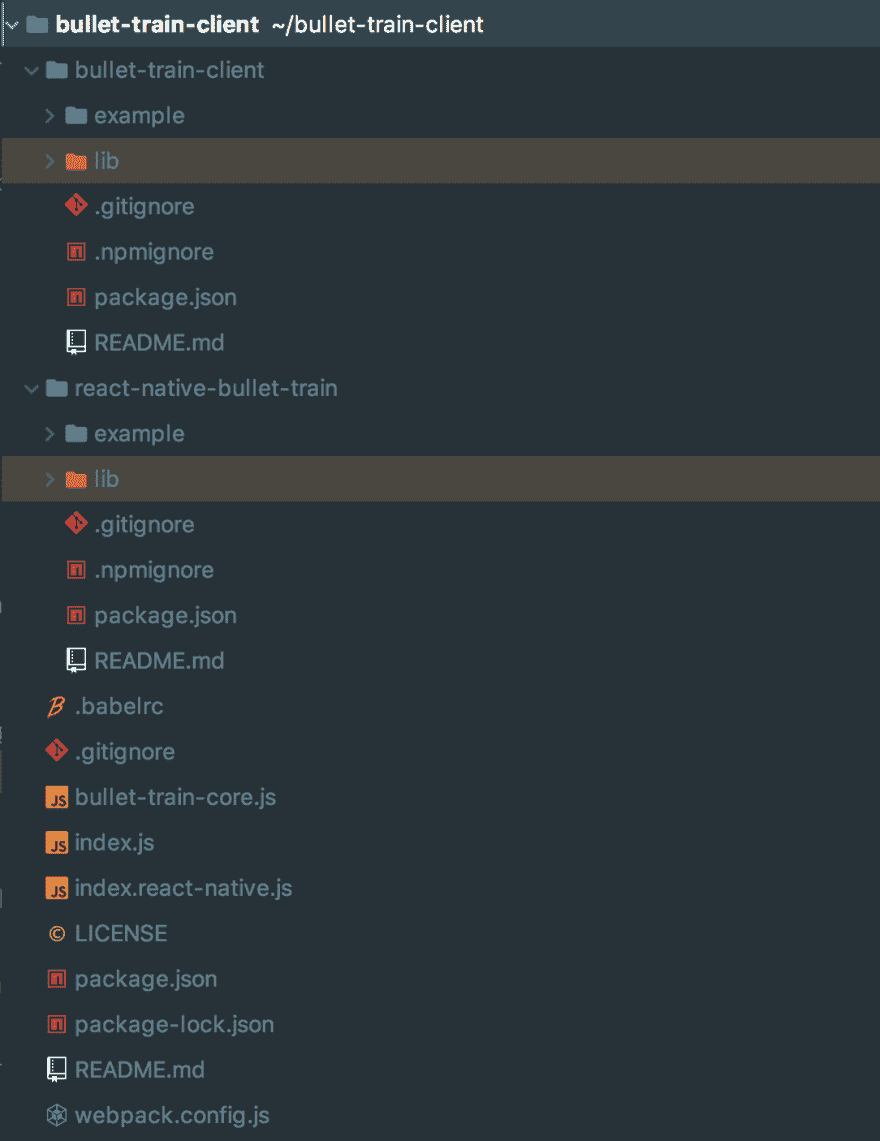 bullet-train-client ~/bullet-train-client
bullet-train-client
example
lib
.gitignore
.npmignore
package.json
README.md
react-native-bullet-train
example
lib
.gitignore
.npmignore
package.json
README.md
.babelrc
.gitignore
bullet-train-core.js
index.js
index.react-native.js
LICENSE
package.json
package-lock.json
README.md
webpack.config.js